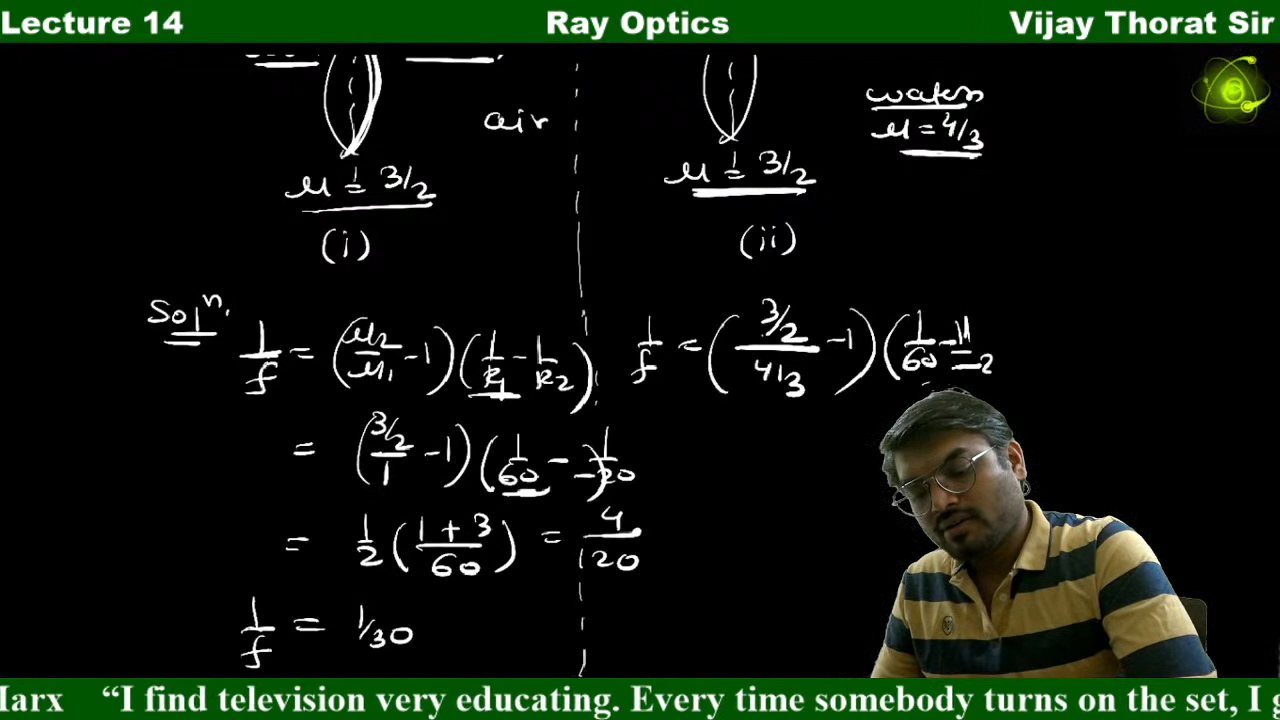 Lecture 14 Ray Optics Vijay Thorat Sir
air
μ = 3/2
(i)
water
μ = 4/3
μ = 3/2
(ii)
Solⁿ.
1/f = (μ₂/μ₁ - 1)(1/R₁ - 1/R₂)
= (3/2/1 - 1)(1/60 - 1/-20)
= 1/2 (1 + 3/60) = 4/120
1/f = 1/30
1/f = (3/2/4/3 - 1)(1/60 -
Marx “I find television very educating. Every time somebody turns on the set, I g